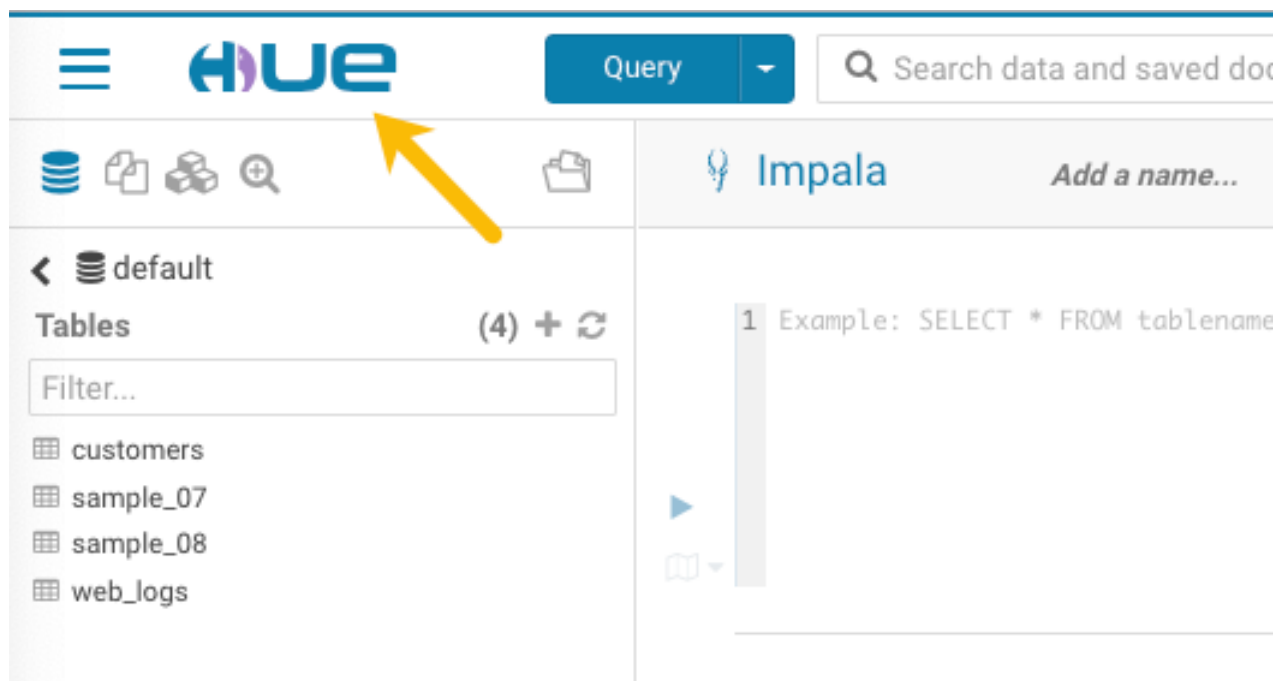 HUE
Query
Search data and saved doc
Impala
Add a name...
default
Tables (4)
1 Example: SELECT * FROM tablename
Filter...
customers
sample_07
sample_08
web_logs